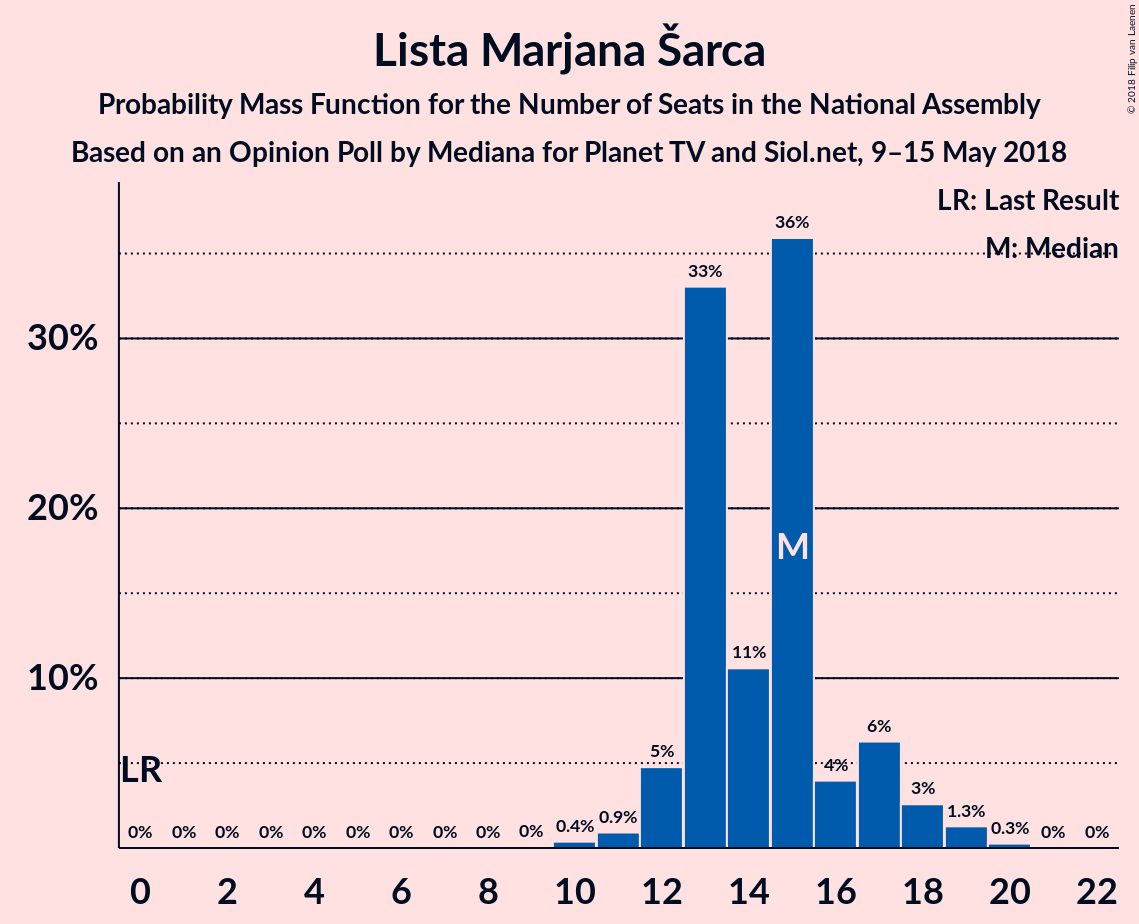 Lista Marjana Šarca
Probability Mass Function for the Number of Seats in the National Assembly
Based on an Opinion Poll by Mediana for Planet TV and Siol.net, 9–15 May 2018
© 2018 Filip van Laenen
LR: Last Result
M: Median
36%
33%
30%
20%
M
11%
10%
6%
5%
4%
LR
3%
1.3%
0.9%
0.4%
0.3%
0% 0% 0% 0% 0% 0% 0% 0% 0% 0% 0% 0%
0 2 4 6 8 10 12 14 16 18 20 22